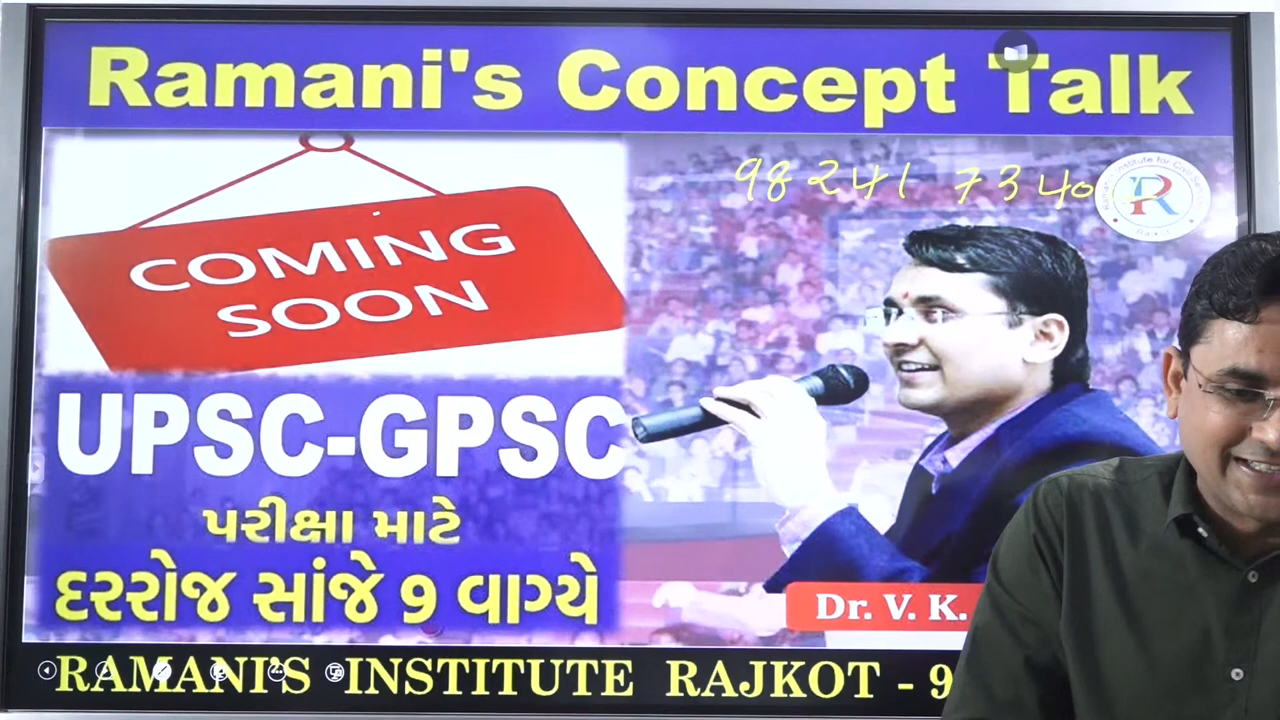 Ramani's Concept Talk
98241 7340
COMING
SOON
UPSC-GPSC
પરીક્ષા માટે
દરરોજ સાંજે 9 વાગ્યે
Dr. V. K.
RAMANI'S INSTITUTE RAJKOT - 9